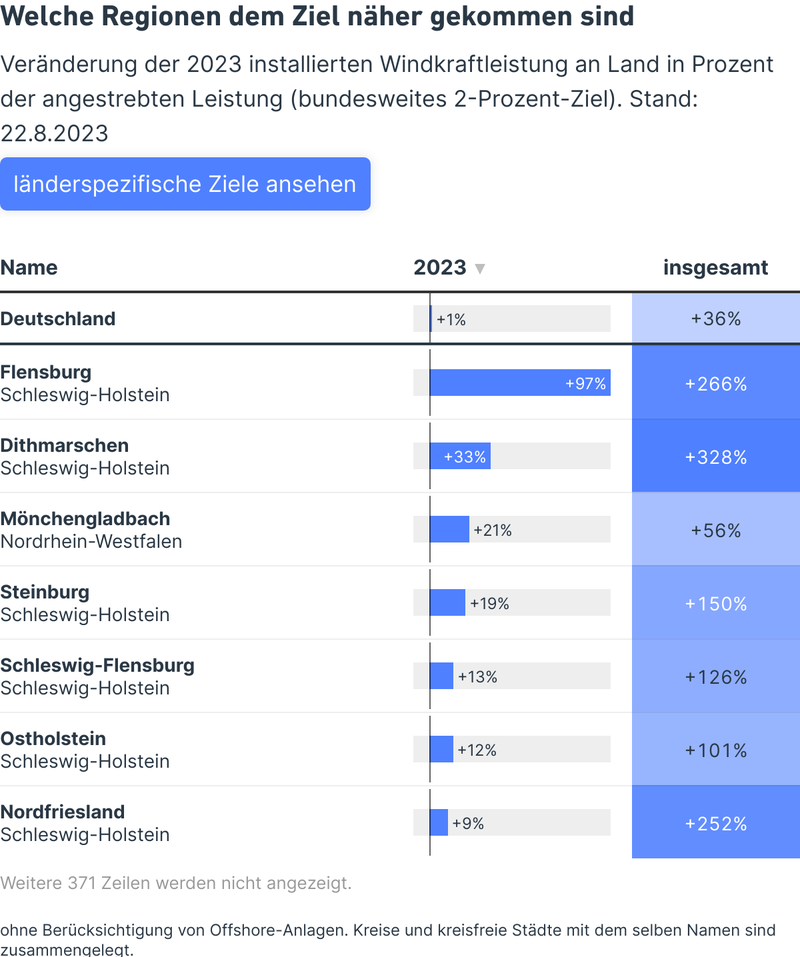 Welche Regionen dem Ziel näher gekommen sind
Veränderung der 2023 installierten Windkraftleistung an Land in Prozent
der angestrebten Leistung (bundesweites 2-Prozent-Ziel). Stand:
22.8.2023
länderspezifische Ziele ansehen
Name 2023 ▼ insgesamt
Deutschland +1% +36%
Flensburg
Schleswig-Holstein +97% +266%
Dithmarschen
Schleswig-Holstein +33% +328%
Mönchengladbach
Nordrhein-Westfalen +21% +56%
Steinburg
Schleswig-Holstein +19% +150%
Schleswig-Flensburg
Schleswig-Holstein +13% +126%
Ostholstein
Schleswig-Holstein +12% +101%
Nordfriesland
Schleswig-Holstein +9% +252%
Weitere 371 Zeilen werden nicht angezeigt.
ohne Berücksichtigung von Offshore-Anlagen. Kreise und kreisfreie Städte mit dem selben Namen sind
zusammengelegt.